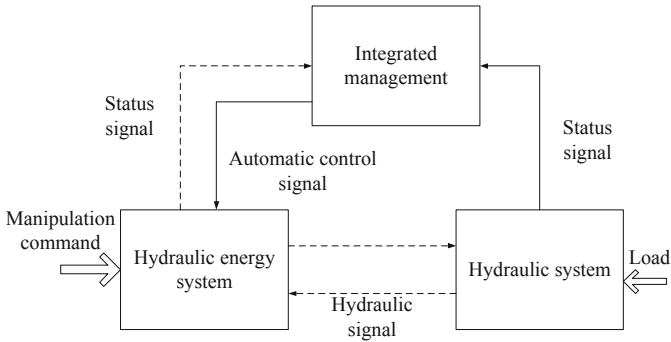 Integrated
management
Status
signal
Status
signal
Automatic control
signal
Manipulation
command
Hydraulic energy
system
Hydraulic system
Load
Hydraulic
signal